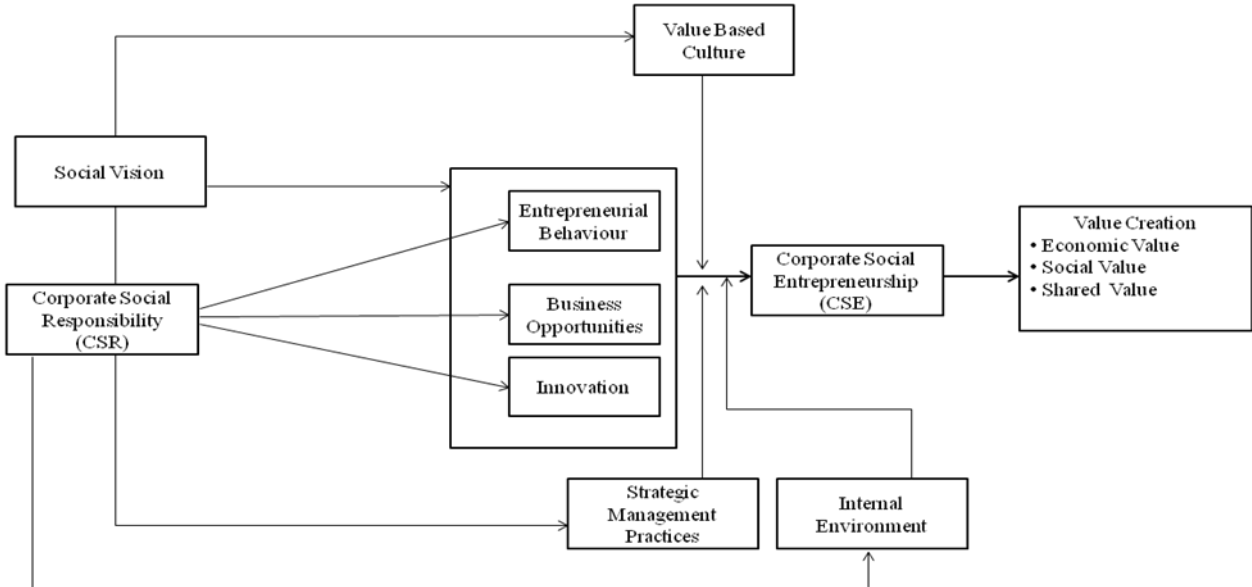 Value Based
Culture
Social Vision
Entrepreneurial
Behaviour
Value Creation
• Economic Value
• Social Value
• Shared Value
Corporate Social
Entrepreneurship
(CSE)
Corporate Social
Responsibility
(CSR)
Business
Opportunities
Innovation
Strategic
Management
Practices
Internal
Environment